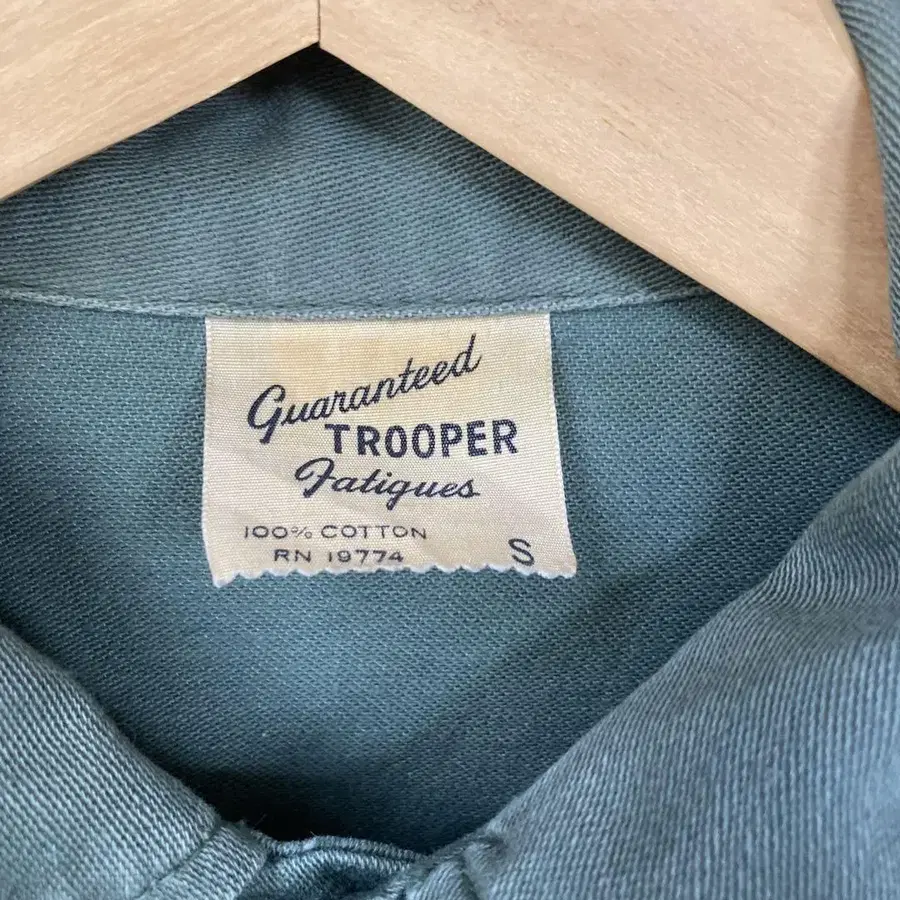 Guaranteed
TROOPER
Fatigues
100% COTTON
RN 19774
S